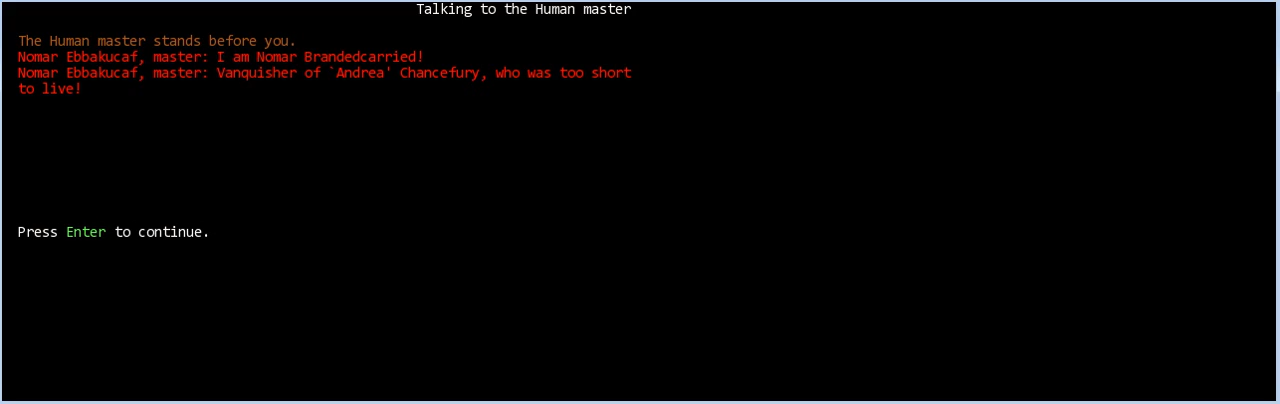 Talking to the Human master
The Human master stands before you.
Nomar Ebbakucaf, master: I am Nomar Brandedcarried!
Nomar Ebbakucaf, master: Vanquisher of `Andrea' Chancefury, who was too short
to live!
Press Enter to continue.